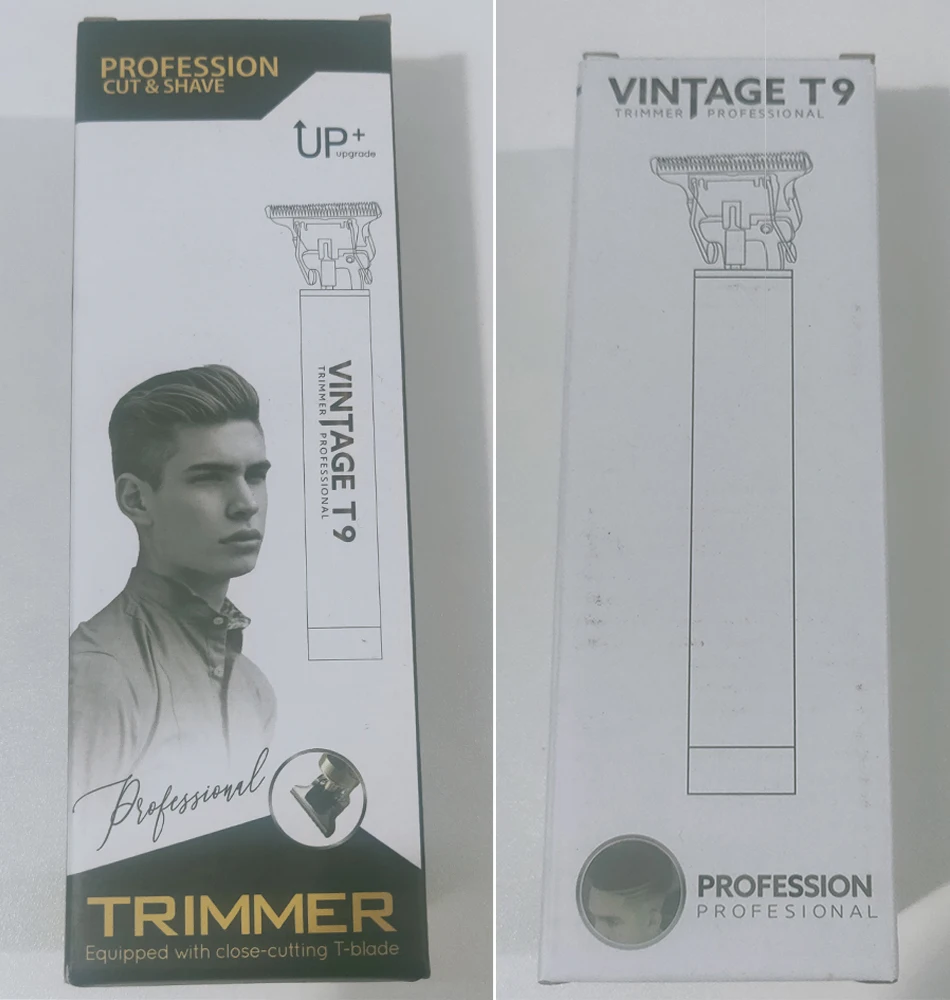 PROFESSION
CUT & SHAVE
UP+
upgrade
VINTAGE T9
TRIMMER PROFESSIONAL
Professional
TRIMMER
Equipped with close-cutting T-blade
VINTAGE T9
TRIMMER PROFESSIONAL
PROFESSION
PROFESIONAL